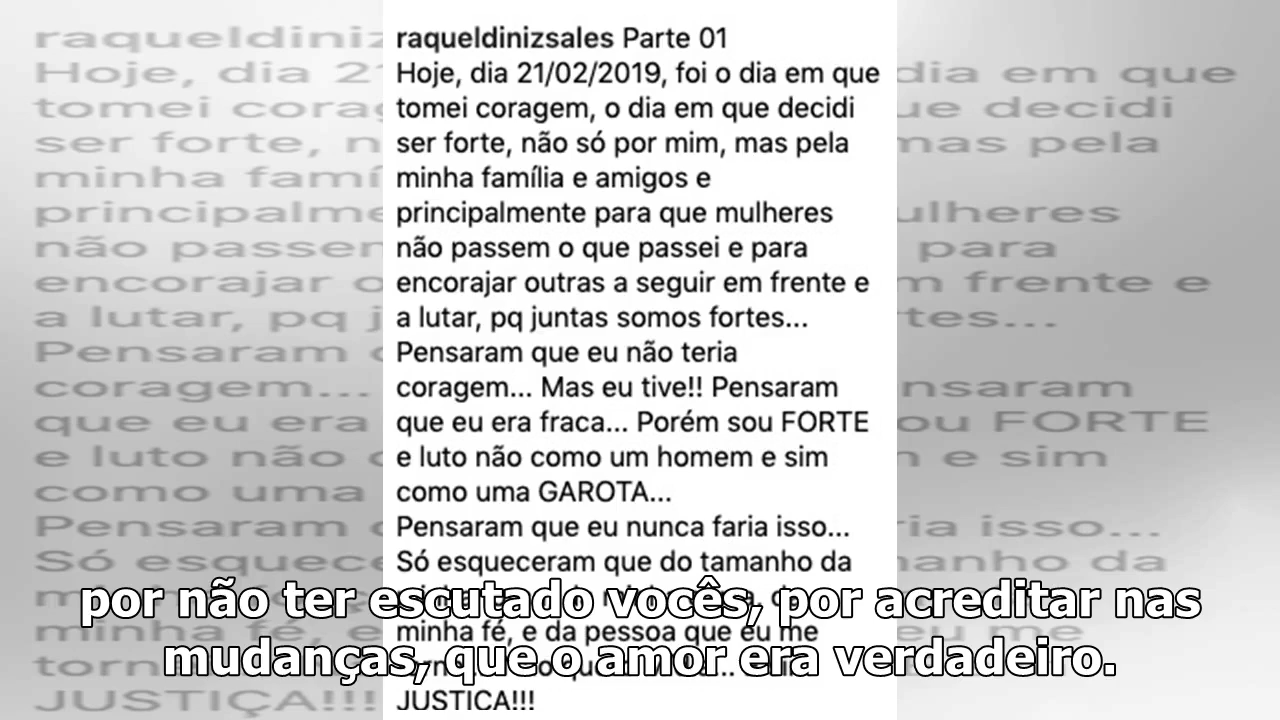 raqueldinizsales Parte 01
Hoje, dia 21/02/2019, foi o dia em que
tomei coragem, o dia em que decidi
ser forte, não só por mim, mas pela
minha família e amigos e
principalmente para que mulheres
não passem o que passei e para
encorajar outras a seguir em frente e
a lutar, pq juntas somos fortes...
Pensaram que eu não teria
coragem... Mas eu tive!! Pensaram
que eu era fraca... Porém sou FORTE
e luto não como um homem e sim
como uma GAROTA...
Pensaram que eu nunca faria isso...
Só esqueceram que do tamanho da
minha fé, e da pessoa que eu me
JUSTIÇA!!!
por não ter escutado vocês, por acreditar nas
mudanças, que o amor era verdadeiro.